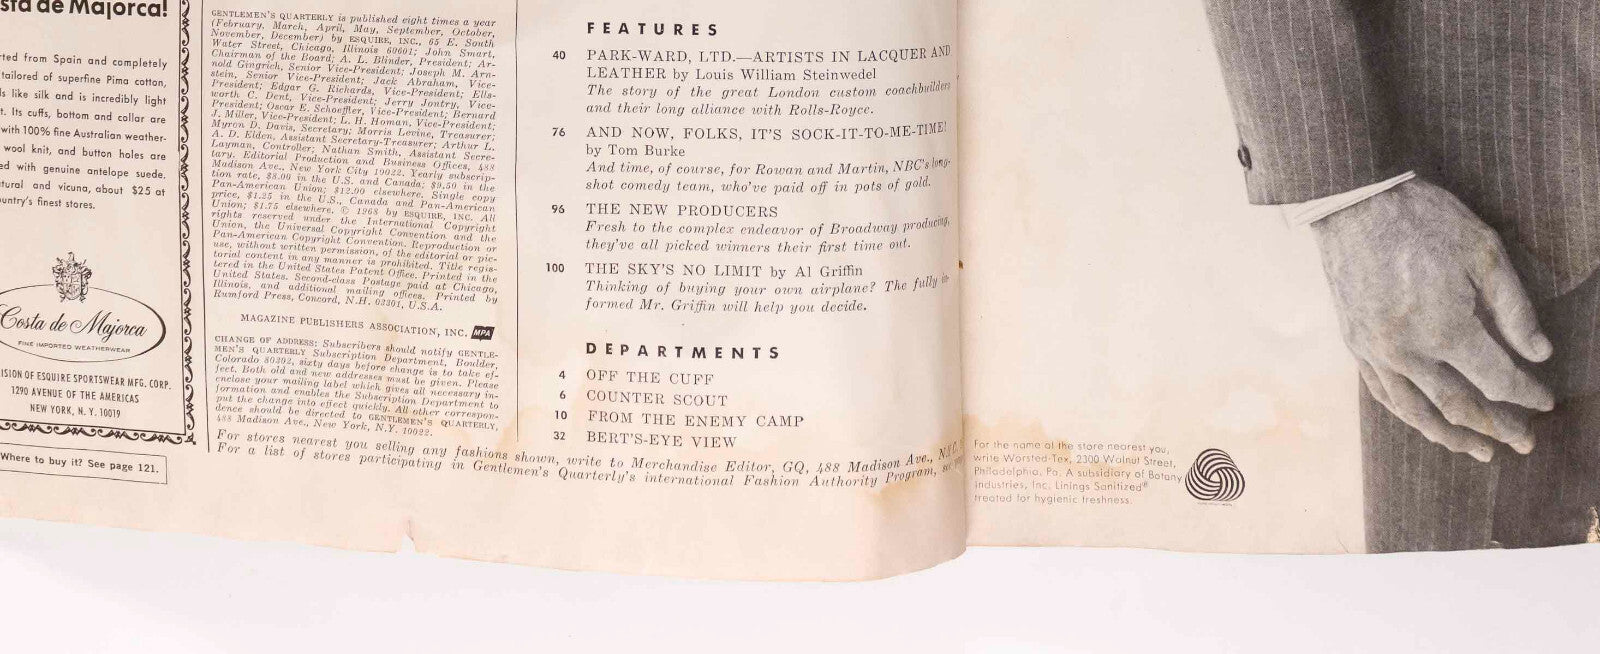 sta de Majorca!
rted from Spain and completely
tailored of superfine Pima cotton,
ls like silk and is incredibly light
t. Its cuffs, bottom and collar are
with 100% fine Australian weather-
wool knit, and button holes are
ed with genuine antelope suede.
tural and vicuna, about $25 at
ountry's finest stores.
Costa de Majorca
FINE IMPORTED WEATHERWEAR
ISION OF ESQUIRE SPORTSWEAR MFG. CORP.
1290 AVENUE OF THE AMERICAS
NEW YORK, N. Y. 10019
Where to buy it? See page 121.
GENTLEMEN'S QUARTERLY is published eight times a year
(February, March, April, May, September, October,
November, December) by ESQUIRE, INC., 65 E. South
Water Street, Chicago, Illinois 60601; John Smart,
Chairman of the Board; A. L. Blinder, President; Ar-
nold Gingrich, Senior Vice-President; Joseph M. Arn-
stein, Senior Vice-President; Jack Abraham, Vice-
President; Edgar G. Richards, Vice-President; Ells-
worth C. Dent, Vice-President; Jerry Jontry, Vice-
President; Oscar E. Schoeffler, Vice-President; Bernard
J. Miller, Vice-President; L. H. Homan, Vice-President;
Myron D. Davis, Secretary; Morris Levine, Treasurer;
A. D. Elden, Assistant Secretary-Treasurer; Arthur L.
Layman, Controller; Nathan Smith, Assistant Secre-
tary. Editorial Production and Business Offices, 488
Madison Ave., New York City 10022. Yearly subscrip-
tion rate, $8.00 in the U.S. and Canada; $9.50 in the
Pan-American Union; $12.00 elsewhere. Single copy
price, $1.25 in the U.S., Canada and Pan-American
Union; $1.75 elsewhere. © 1968 by ESQUIRE, INC. All
rights reserved under the International Copyright
Union, the Universal Copyright Convention and the
Pan-American Copyright Convention. Reproduction or
use, without written permission, of the editorial or pic-
torial content in any manner is prohibited. Title regis-
tered in the United States Patent Office. Printed in the
United States. Second-class Postage paid at Chicago,
Illinois, and additional mailing offices. Printed by
Rumford Press, Concord, N.H. 03301, U.S.A.
MAGAZINE PUBLISHERS ASSOCIATION, INC. MPA
CHANGE OF ADDRESS: Subscribers should notify GENTLE-
MEN'S QUARTERLY Subscription Department, Boulder,
Colorado 80302, sixty days before change is to take ef-
fect. Both old and new addresses must be given. Please
enclose your mailing label which gives all necessary in-
formation and enables the Subscription Department to
put the change into effect quickly. All other correspon-
dence should be directed to GENTLEMEN'S QUARTERLY,
488 Madison Ave., New York, N.Y. 10022.
FEATURES
40 PARK-WARD, LTD.—ARTISTS IN LACQUER AND
LEATHER by Louis William Steinwedel
The story of the great London custom coachbuilders
and their long alliance with Rolls-Royce.
76 AND NOW, FOLKS, IT'S SOCK-IT-TO-ME-TIME!
by Tom Burke
And time, of course, for Rowan and Martin, NBC's long-
shot comedy team, who've paid off in pots of gold.
96 THE NEW PRODUCERS
Fresh to the complex endeavor of Broadway producing,
they've all picked winners their first time out.
100 THE SKY'S NO LIMIT by Al Griffin
Thinking of buying your own airplane? The fully in-
formed Mr. Griffin will help you decide.
DEPARTMENTS
4 OFF THE CUFF
6 COUNTER SCOUT
10 FROM THE ENEMY CAMP
32 BERT'S-EYE VIEW
For stores nearest you selling any fashions shown, write to Merchandise Editor, GQ, 488 Madison Ave., N.Y.C.
For a list of stores participating in Gentlemen's Quarterly's international Fashion Authority Program, see
For the name of the store nearest you,
write Worsted-Tex, 2300 Walnut Street,
Philadelphia, Pa. A subsidiary of Botany
Industries, Inc. Linings Sanitized®
treated for hygienic freshness.